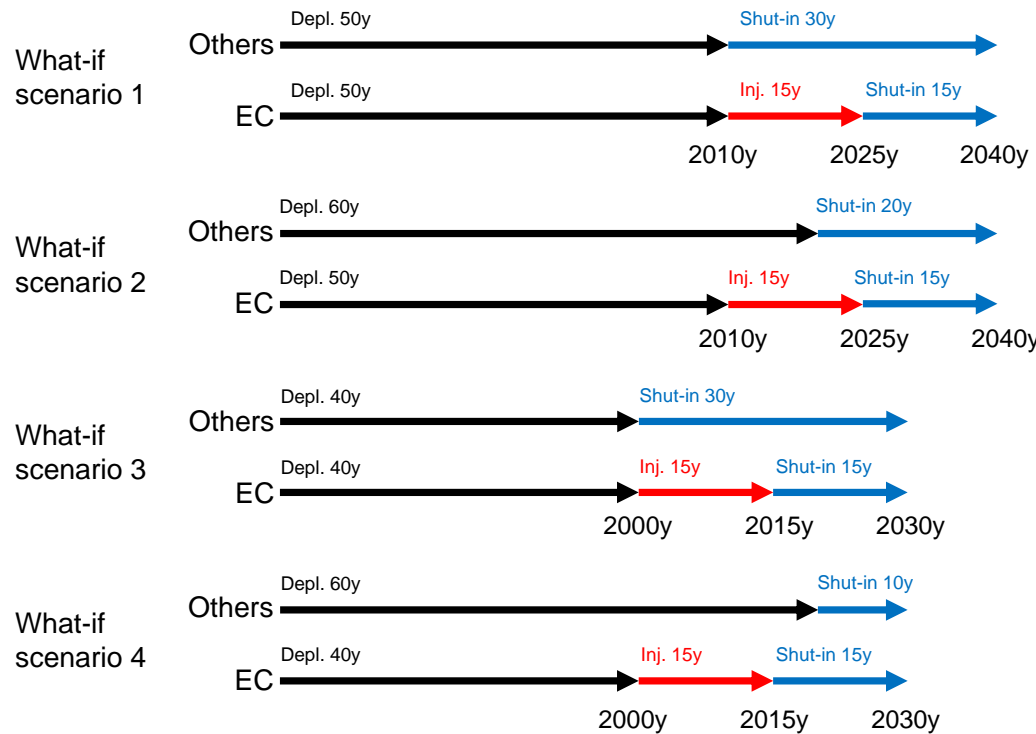 What-if
scenario 1
Others
Depl. 50y
Shut-in 30y
EC
Depl. 50y
Inj. 15y
Shut-in 15y
2010y
2025y
2040y
What-if
scenario 2
Others
Depl. 60y
Shut-in 20y
EC
Depl. 50y
Inj. 15y
Shut-in 15y
2010y
2025y
2040y
What-if
scenario 3
Others
Depl. 40y
Shut-in 30y
EC
Depl. 40y
Inj. 15y
Shut-in 15y
2000y
2015y
2030y
What-if
scenario 4
Others
Depl. 60y
Shut-in 10y
EC
Depl. 40y
Inj. 15y
Shut-in 15y
2000y
2015y
2030y